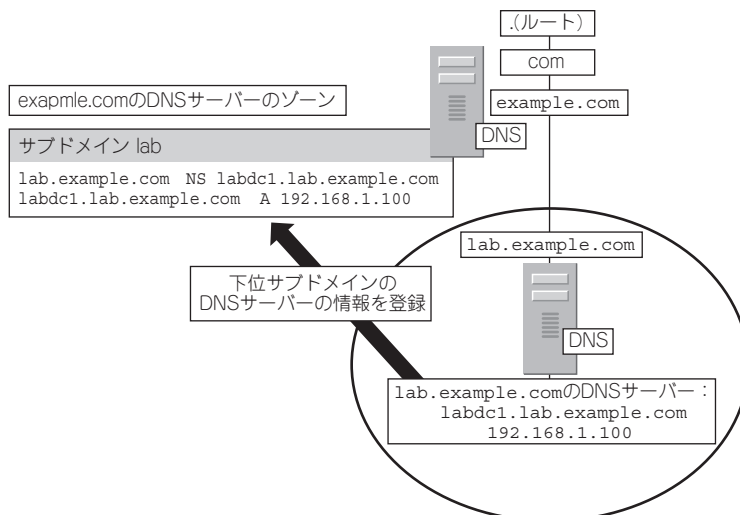 .(ルート)
com
example.com
DNS
exapmle.comのDNSサーバーのゾーン
サブドメイン lab
lab.example.com NS labdc1.lab.example.com
labdc1.lab.example.com A 192.168.1.100
lab.example.com
下位サブドメインの
DNSサーバーの情報を登録
DNS
lab.example.comのDNSサーバー：
labdc1.lab.example.com
192.168.1.100